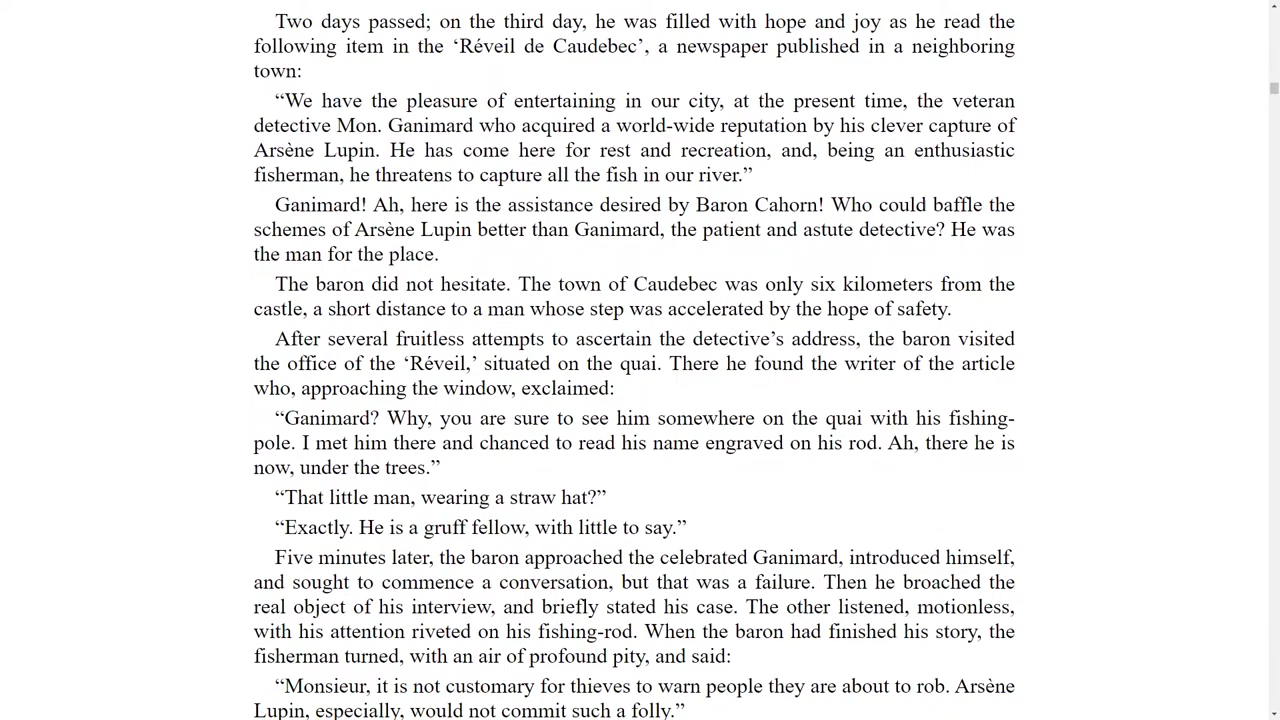 Two days passed; on the third day, he was filled with hope and joy as he read the
following item in the ‘Réveil de Caudebec’, a newspaper published in a neighboring
town:
“We have the pleasure of entertaining in our city, at the present time, the veteran
detective Mon. Ganimard who acquired a world-wide reputation by his clever capture of
Arsène Lupin. He has come here for rest and recreation, and, being an enthusiastic
fisherman, he threatens to capture all the fish in our river.”
Ganimard! Ah, here is the assistance desired by Baron Cahorn! Who could baffle the
schemes of Arsène Lupin better than Ganimard, the patient and astute detective? He was
the man for the place.
The baron did not hesitate. The town of Caudebec was only six kilometers from the
castle, a short distance to a man whose step was accelerated by the hope of safety.
After several fruitless attempts to ascertain the detective’s address, the baron visited
the office of the ‘Réveil,’ situated on the quai. There he found the writer of the article
who, approaching the window, exclaimed:
“Ganimard? Why, you are sure to see him somewhere on the quai with his fishing-
pole. I met him there and chanced to read his name engraved on his rod. Ah, there he is
now, under the trees.”
“That little man, wearing a straw hat?”
“Exactly. He is a gruff fellow, with little to say.”
Five minutes later, the baron approached the celebrated Ganimard, introduced himself,
and sought to commence a conversation, but that was a failure. Then he broached the
real object of his interview, and briefly stated his case. The other listened, motionless,
with his attention riveted on his fishing-rod. When the baron had finished his story, the
fisherman turned, with an air of profound pity, and said:
“Monsieur, it is not customary for thieves to warn people they are about to rob. Arsène
Lupin, especially, would not commit such a folly.”